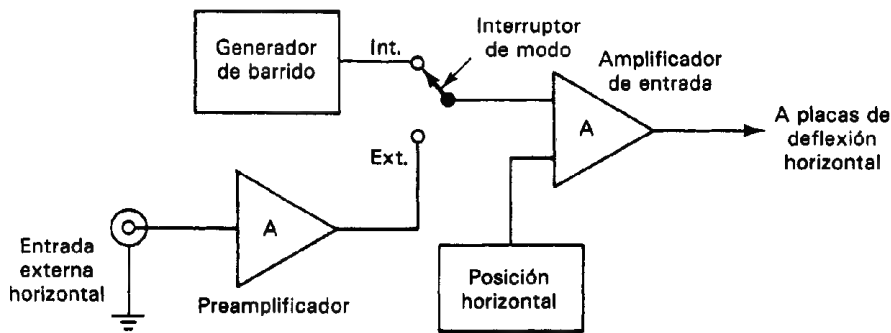 Generador
de barrido
Int.
Interruptor
de modo
Amplificador
de entrada
A
A placas de
deflexión
horizontal
Ext.
A
Entrada
externa
horizontal
Preamplificador
Posición
horizontal